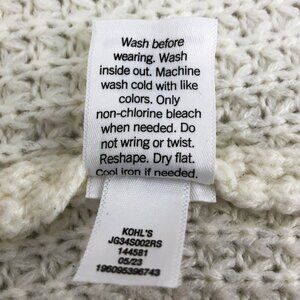 Wash before
wearing. Wash
inside out. Machine
wash cold with like
colors. Only
non-chlorine bleach
when needed. Do
not wring or twist.
Reshape. Dry flat.
Cool iron if needed.
KOHL'S
JG34S002RS
144581
05/23
196095396743